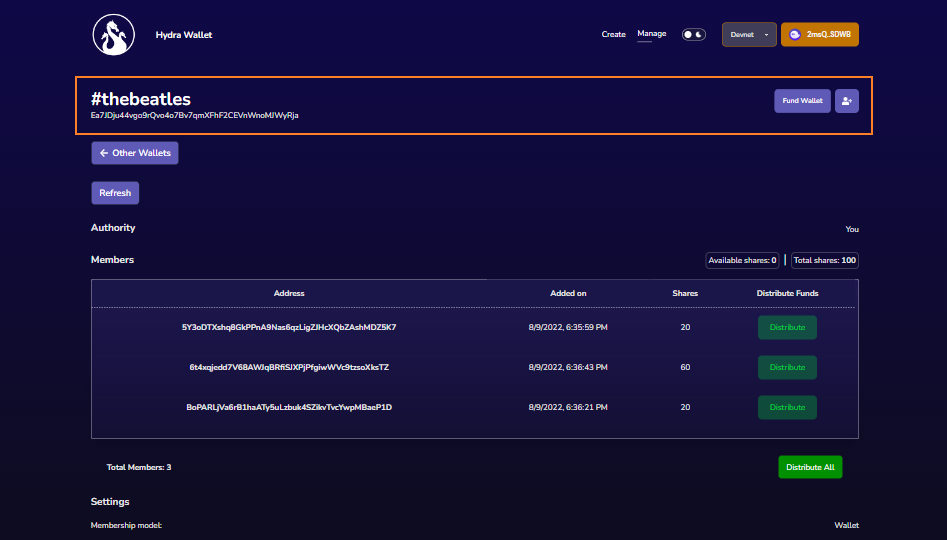 Hydra Wallet
Create Manage Devnet 2msQ..SDWB
#thebeatles
Ea7JDju44vgo9rQvo4o7Bv7qmXFhF2CEVnWnoMJWyRja
Fund Wallet
← Other Wallets
Refresh
Authority You
Members Available shares: 0 Total shares: 100
Address Added on Shares Distribute Funds
5Y3oDTXshq8GkPPnA9Nas6qzLigZJHcXQbZAshMDZ5K7 8/9/2022, 6:35:59 PM 20 Distribute
6t4xqjedd7V68AWJqBRfiSJXPjPfgiwWVc9tzsoXksTZ 8/9/2022, 6:36:43 PM 60 Distribute
BoPARLjVa6rB1haATy5uLzbuk4SZikvTvcYwpMBaeP1D 8/9/2022, 6:36:21 PM 20 Distribute
Total Members: 3 Distribute All
Settings
Membership model: Wallet